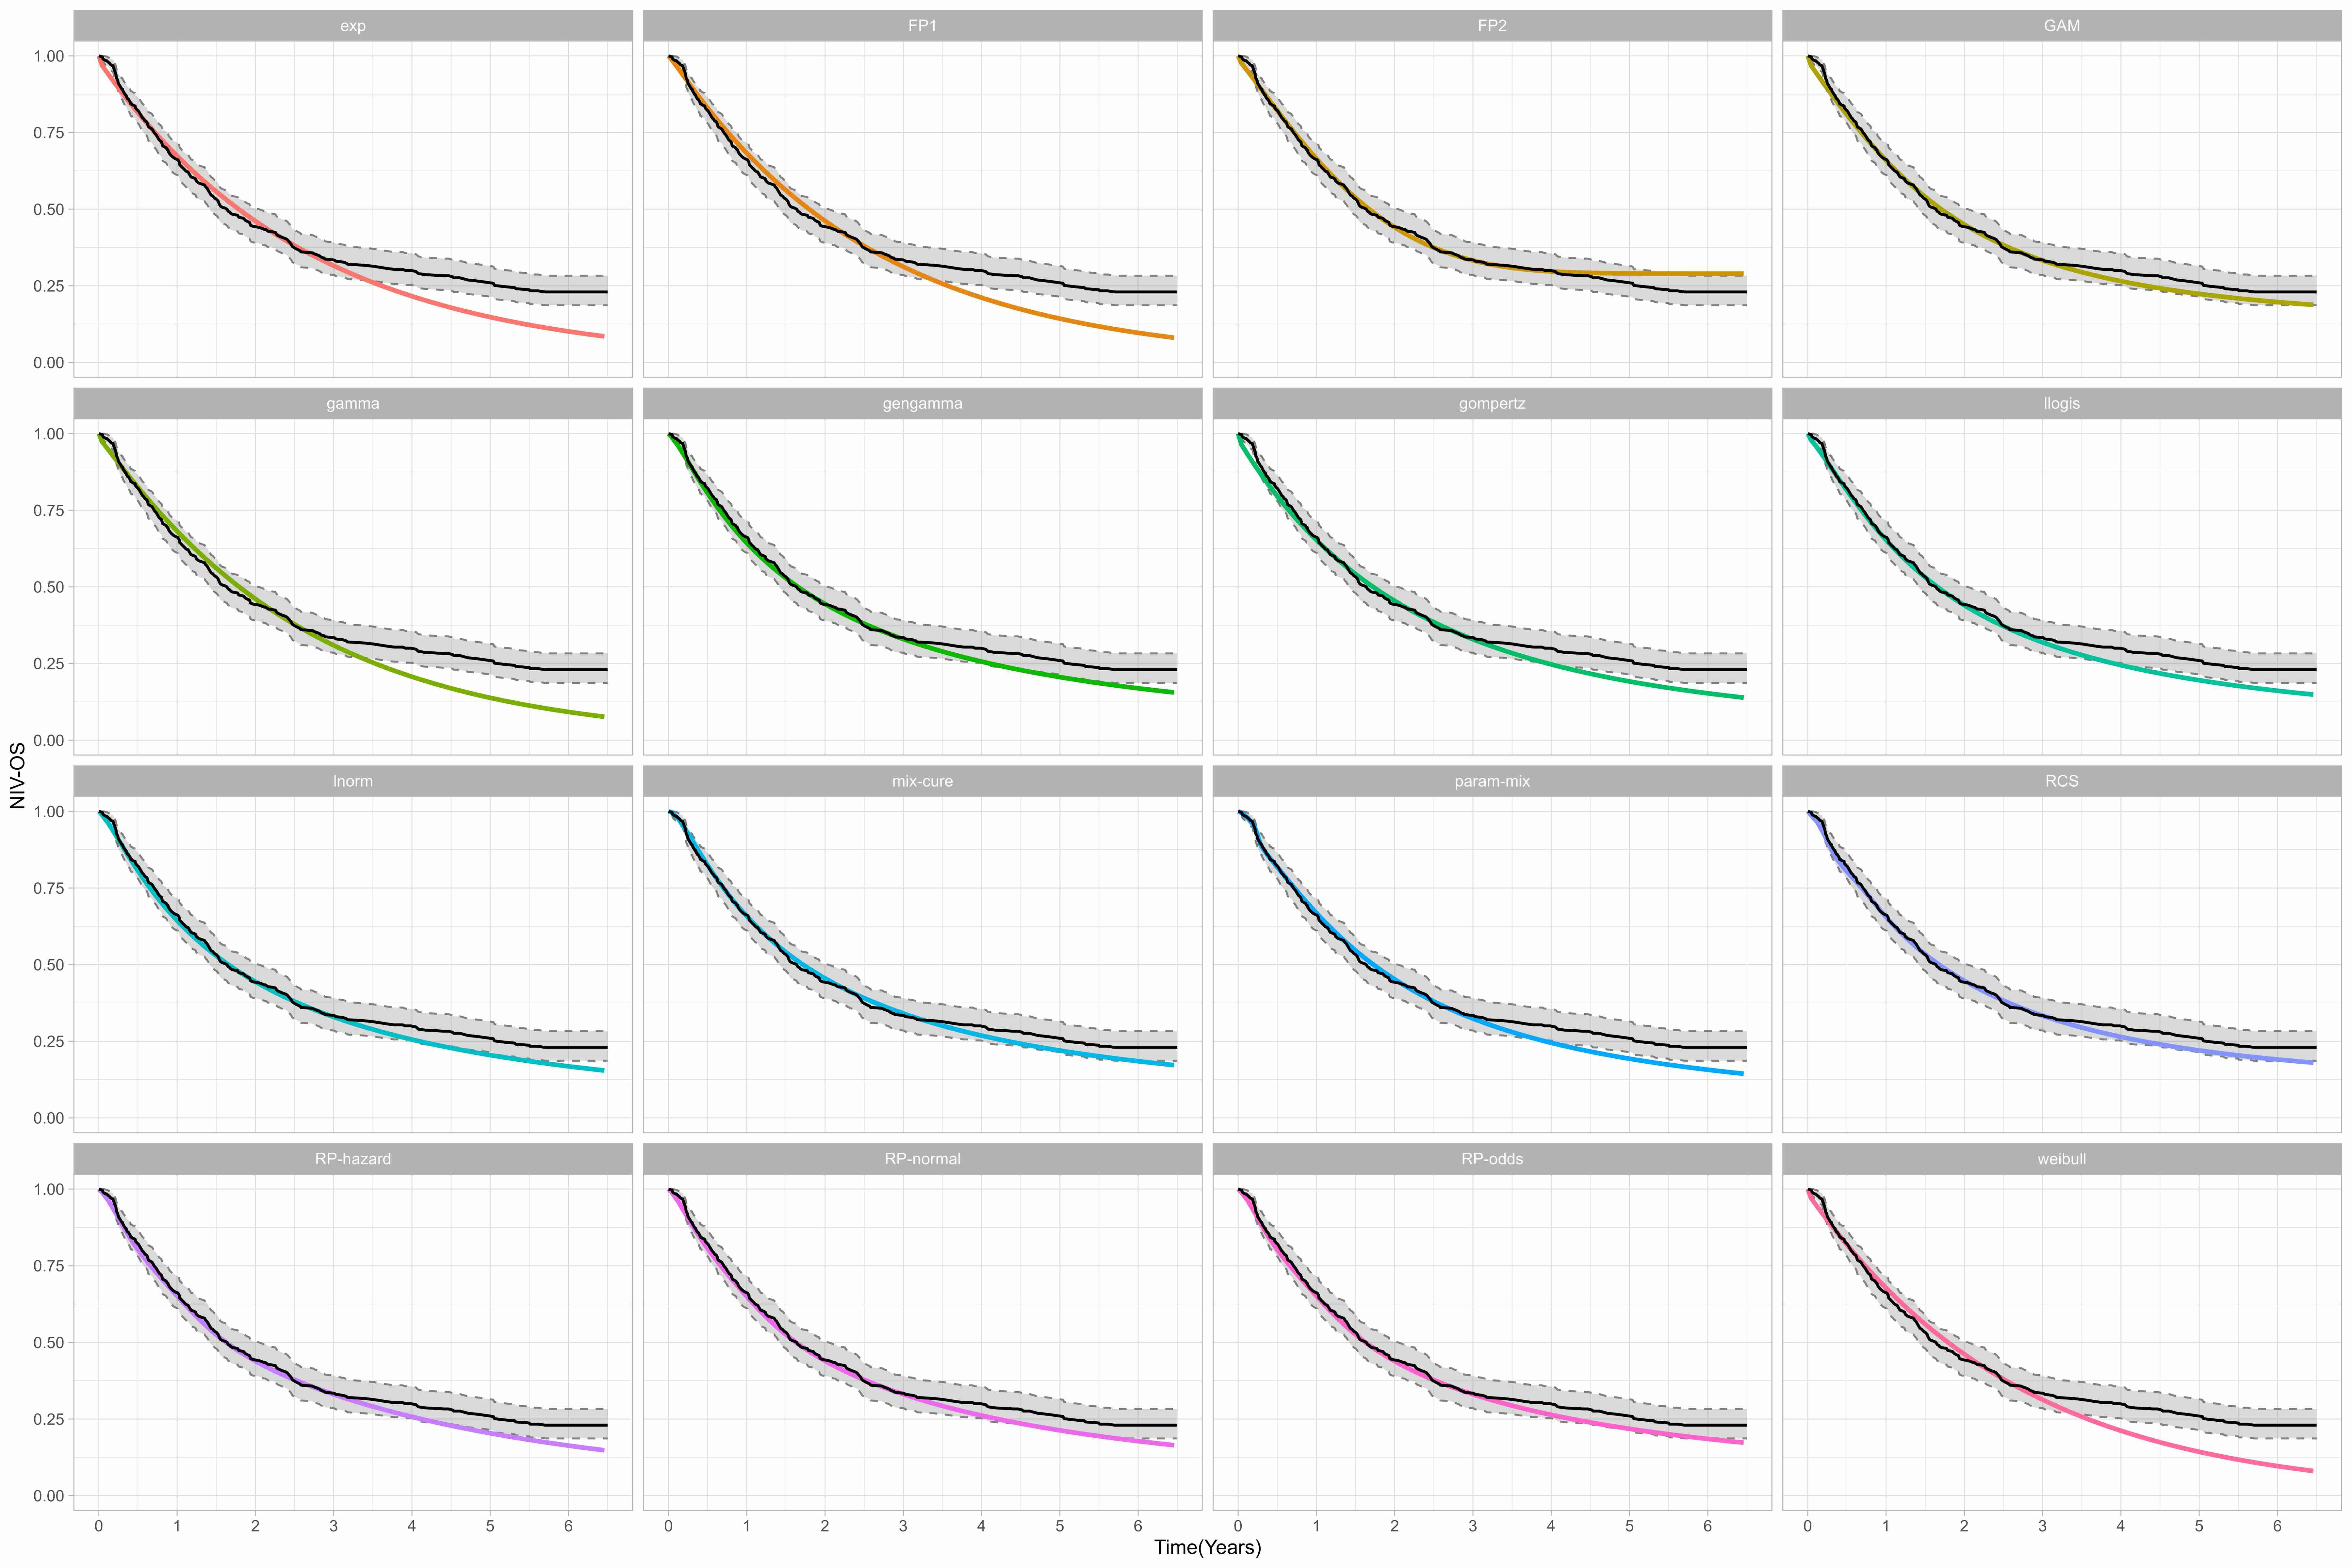 exp FP1 FP2 GAM
1.00
0.75
0.50
0.25
0.00
gamma gengamma gompertz llogis
1.00
0.75
0.50
0.25
0.00
NIV-OS
lnorm mix-cure param-mix RCS
1.00
0.75
0.50
0.25
0.00
RP-hazard RP-normal RP-odds weibull
1.00
0.75
0.50
0.25
0.00
0 1 2 3 4 5 6 0 1 2 3 4 5 6 0 1 2 3 4 5 6 0 1 2 3 4 5 6
Time(Years)